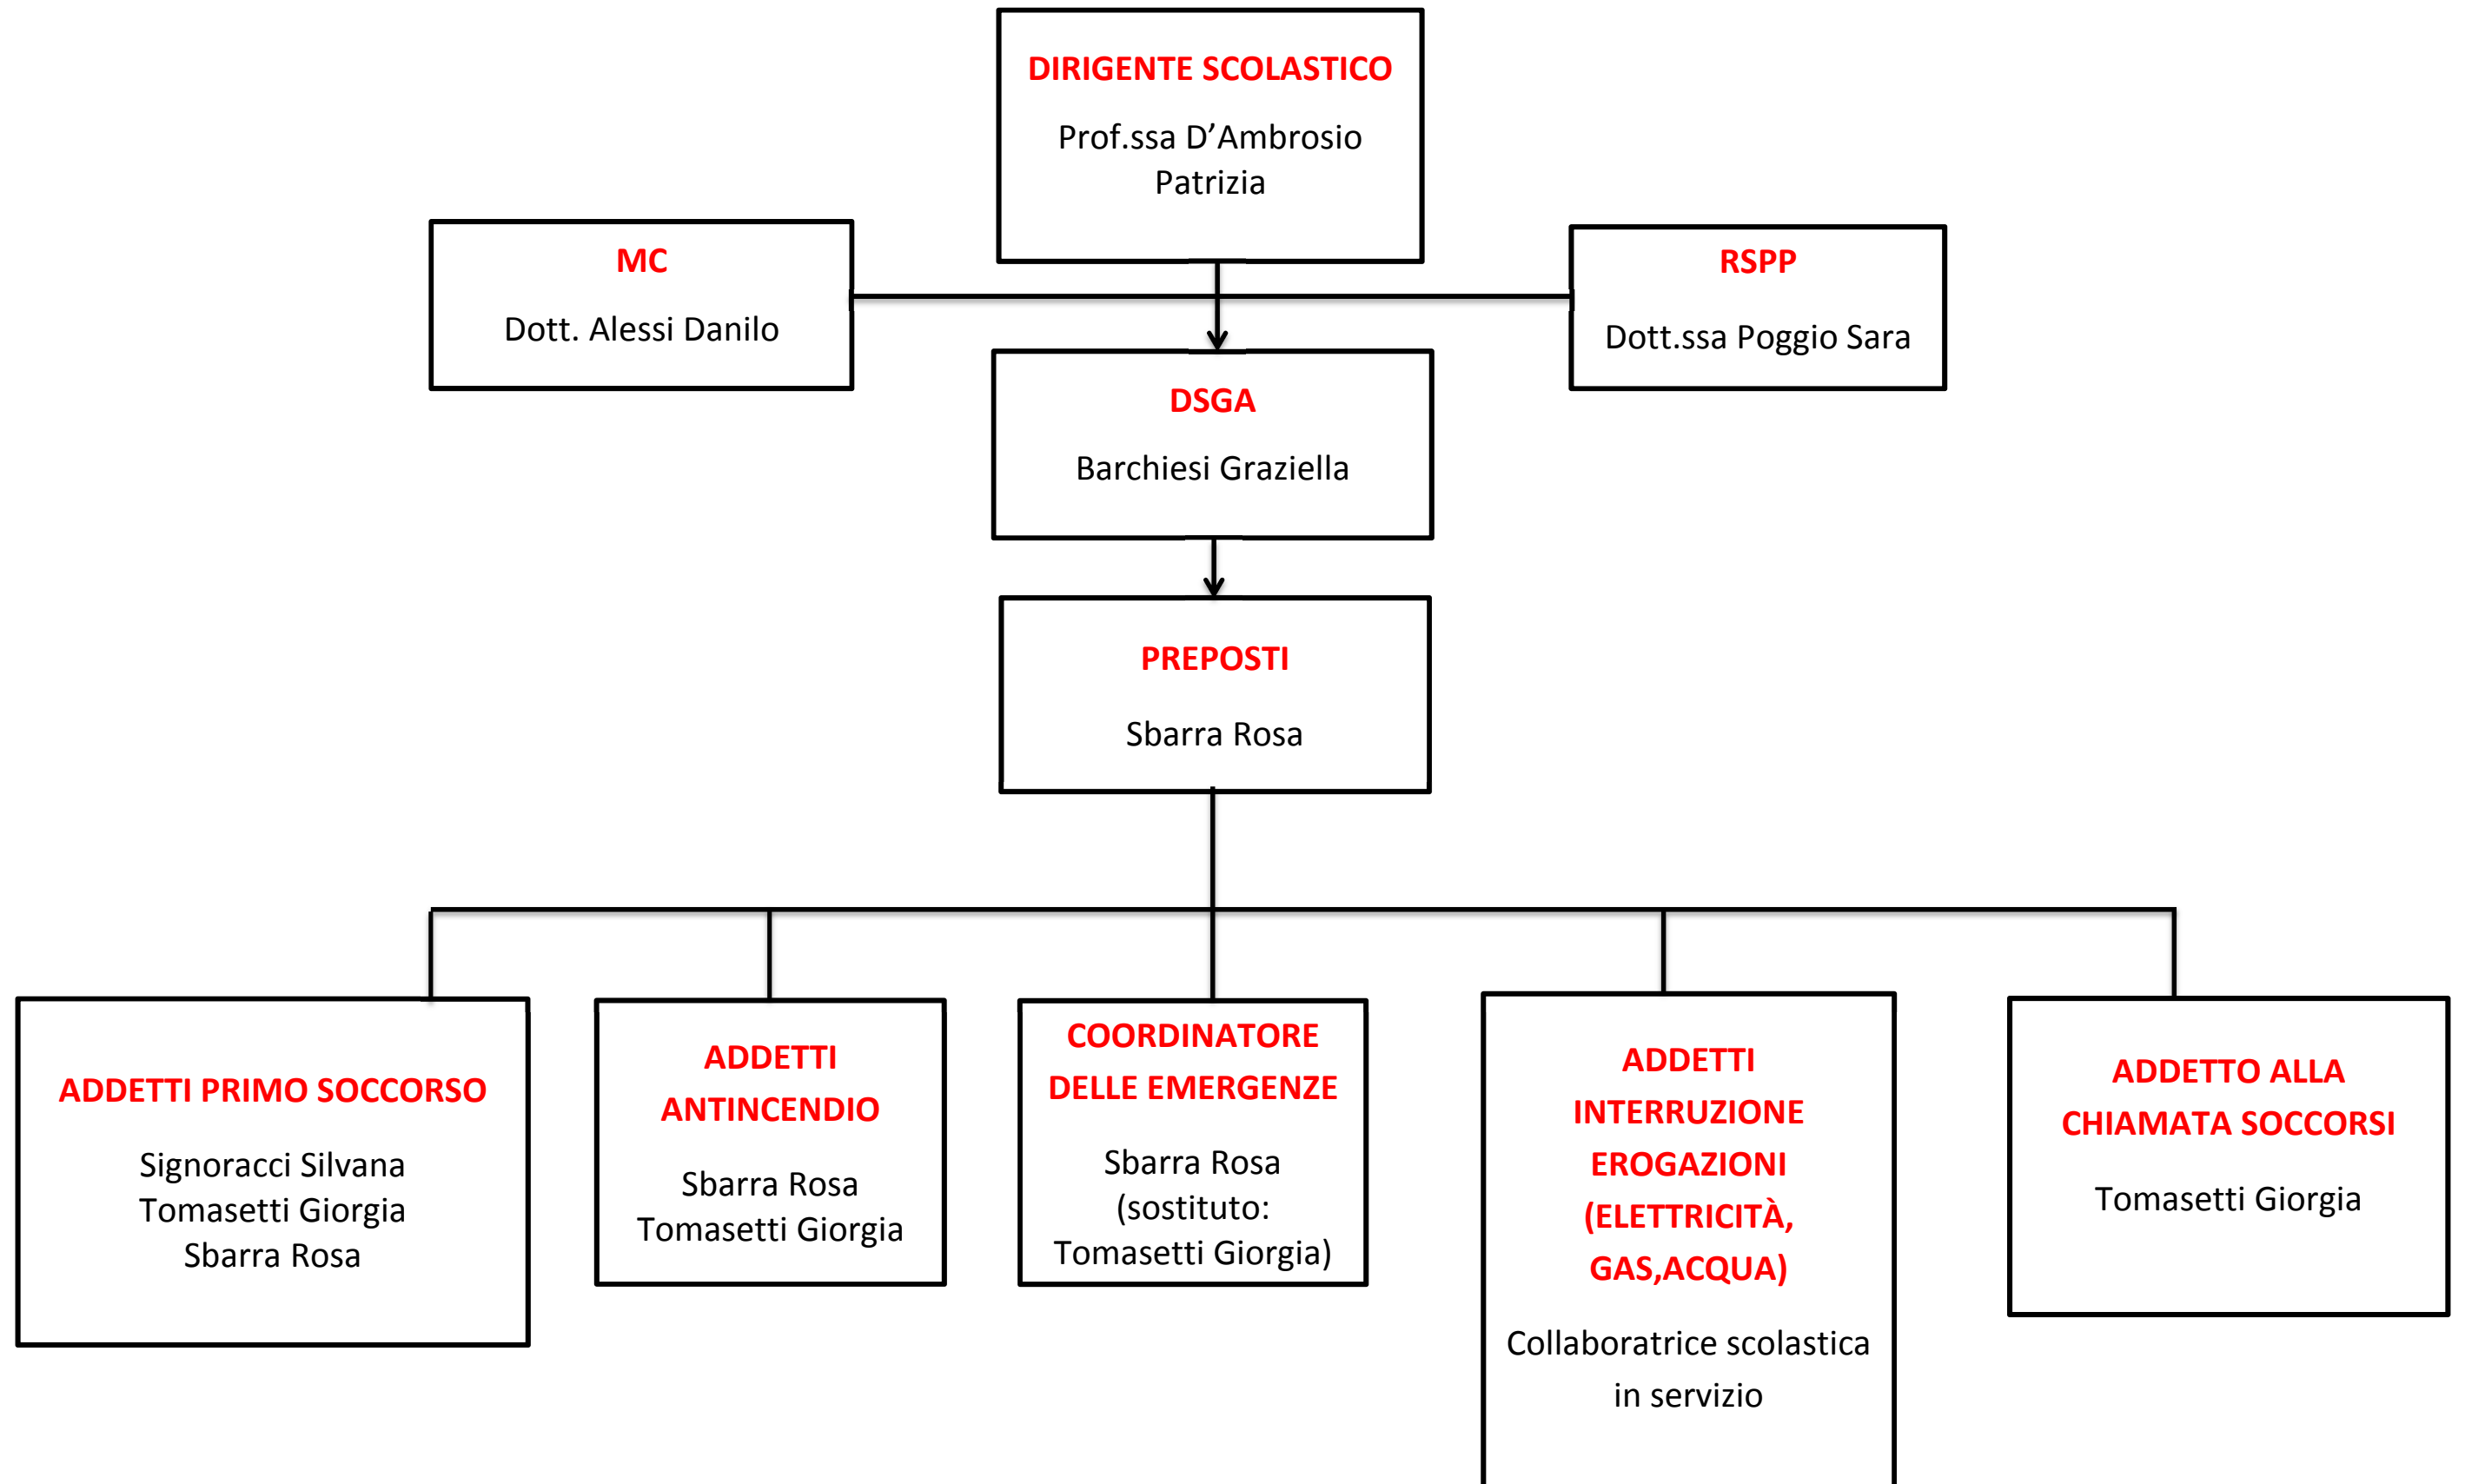 DIRIGENTE SCOLASTICO
Prof.ssa D’Ambrosio
Patrizia
MC
Dott. Alessi Danilo
RSPP
Dott.ssa Poggio Sara
DSGA
Barchiesi Graziella
PREPOSTI
Sbarra Rosa
ADDETTI PRIMO SOCCORSO
Signoracci Silvana
Tomasetti Giorgia
Sbarra Rosa
ADDETTI
ANTINCENDIO
Sbarra Rosa
Tomasetti Giorgia
COORDINATORE
DELLE EMERGENZE
Sbarra Rosa
(sostituto:
Tomasetti Giorgia)
ADDETTI
INTERRUZIONE
EROGAZIONI
(ELETTRICITÀ,
GAS,ACQUA)
Collaboratrice scolastica
in servizio
ADDETTO ALLA
CHIAMATA SOCCORSI
Tomasetti Giorgia